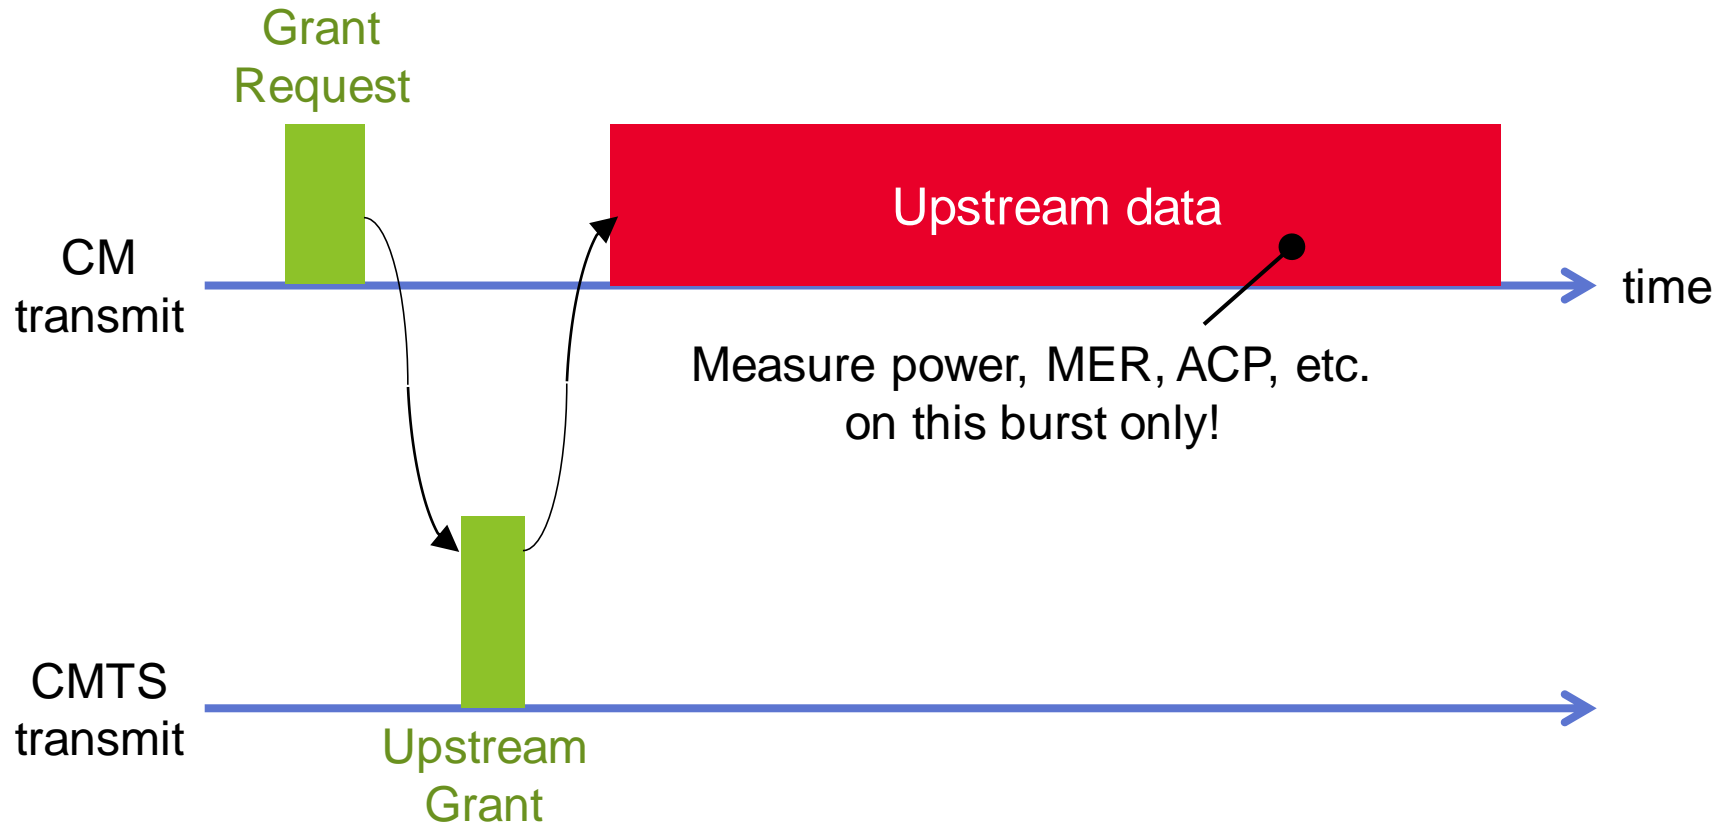 Grant
Request
Upstream data
CM
transmit
time
Measure power, MER, ACP, etc.
on this burst only!
CMTS
transmit
Upstream
Grant